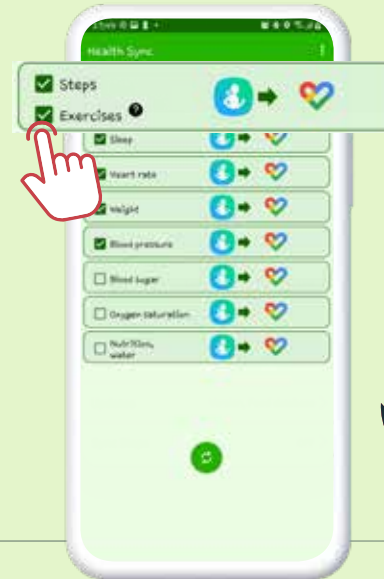 Health Sync
Steps
Exercises ?
Sleep
Heart rate
Weight
Blood pressure
Blood sugar
Oxygen saturation
Nutrition,
water